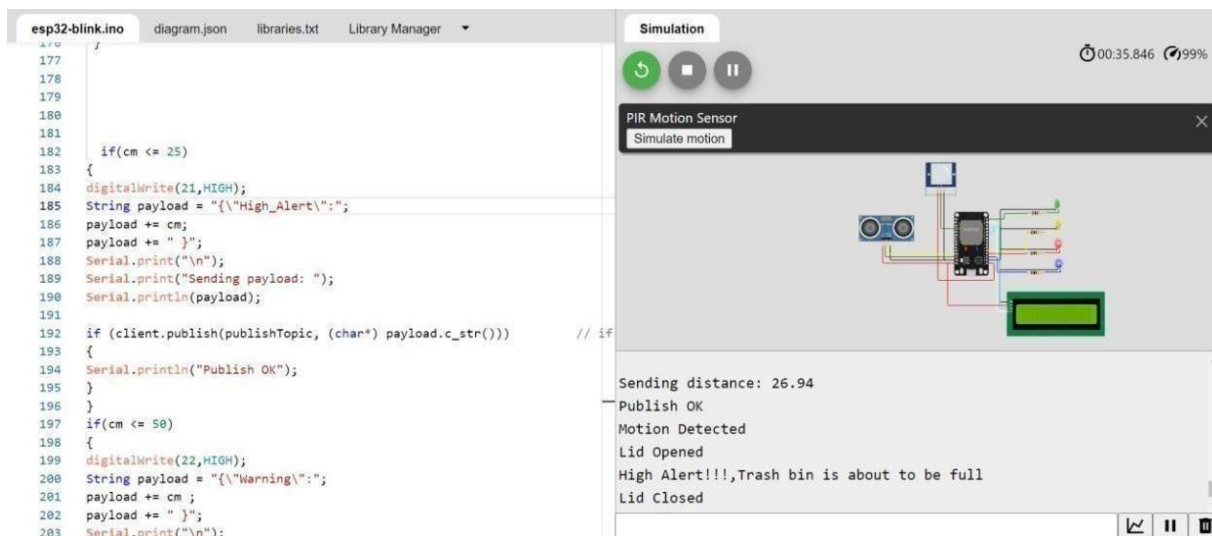 esp32-blink.ino diagram.json libraries.txt Library Manager
176 }
177
178
179
180
181
182 if(cm <= 25)
183 {
184 digitalWrite(21,HIGH);
185 String payload = "{\"High_Alert\":";
186 payload += cm;
187 payload += " }";
188 Serial.print("\n");
189 Serial.print("Sending payload: ");
190 Serial.println(payload);
191
192 if (client.publish(publishTopic, (char*) payload.c_str())) // if
193 {
194 Serial.println("Publish OK");
195 }
196 }
197 if(cm <= 50)
198 {
199 digitalWrite(22,HIGH);
200 String payload = "{\"Warning\":";
201 payload += cm ;
202 payload += " }";
203 Serial.print("\n");
Simulation
00:35.846 99%
PIR Motion Sensor
Simulate motion
Sending distance: 26.94
Publish OK
Motion Detected
Lid Opened
High Alert!!!,Trash bin is about to be full
Lid Closed